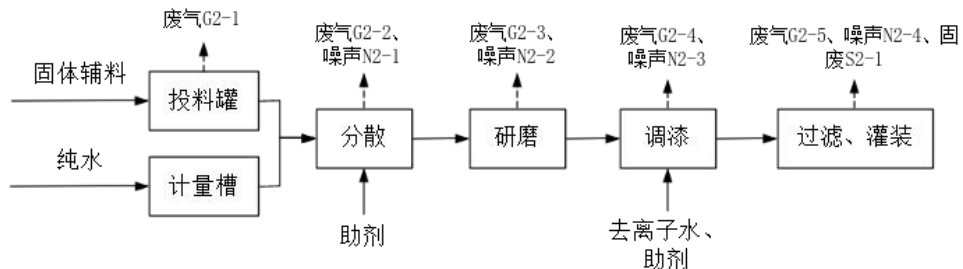 废气G2-1
废气G2-2、
噪声N2-1
废气G2-3、
噪声N2-2
废气G2-4、
噪声N2-3
废气G2-5、噪声N2-4、固
废S2-1
固体辅料
投料罐
纯水
计量槽
分散
研磨
调漆
过滤、灌装
助剂
去离子水、
助剂